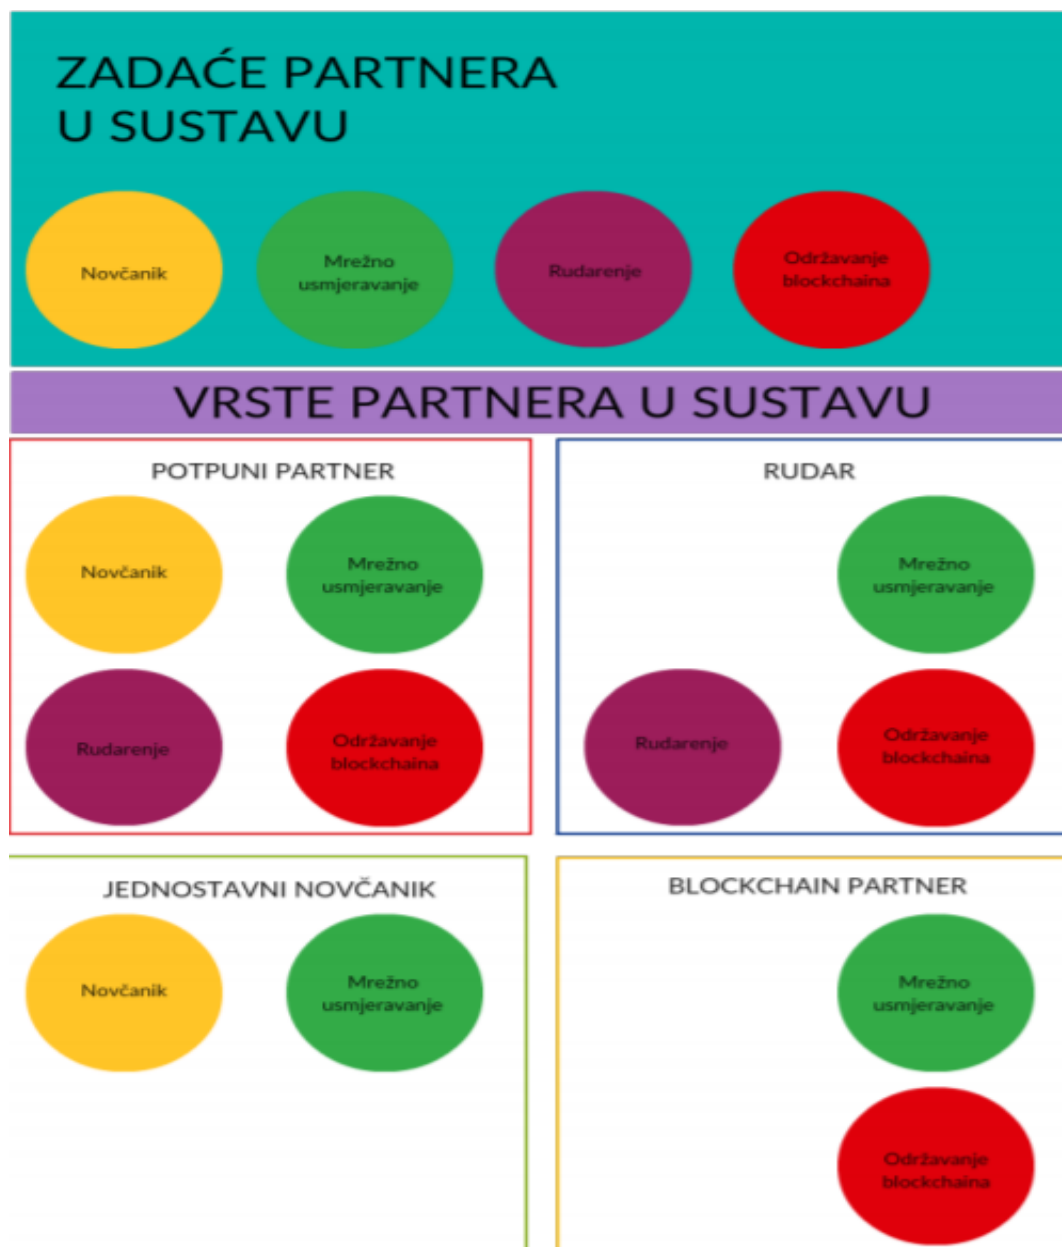 ZADAĆE PARTNERA
U SUSTAVU
Novčanik
Mrežno
usmjeravanje
Rudarenje
Održavanje
blockchaina
VRSTE PARTNERA U SUSTAVU
POTPUNI PARTNER
Novčanik
Mrežno
usmjeravanje
Rudarenje
Održavanje
blockchaina
RUDAR
Mrežno
usmjeravanje
Rudarenje
Održavanje
blockchaina
JEDNOSTAVNI NOVČANIK
Novčanik
Mrežno
usmjeravanje
BLOCKCHAIN PARTNER
Mrežno
usmjeravanje
Održavanje
blockchaina